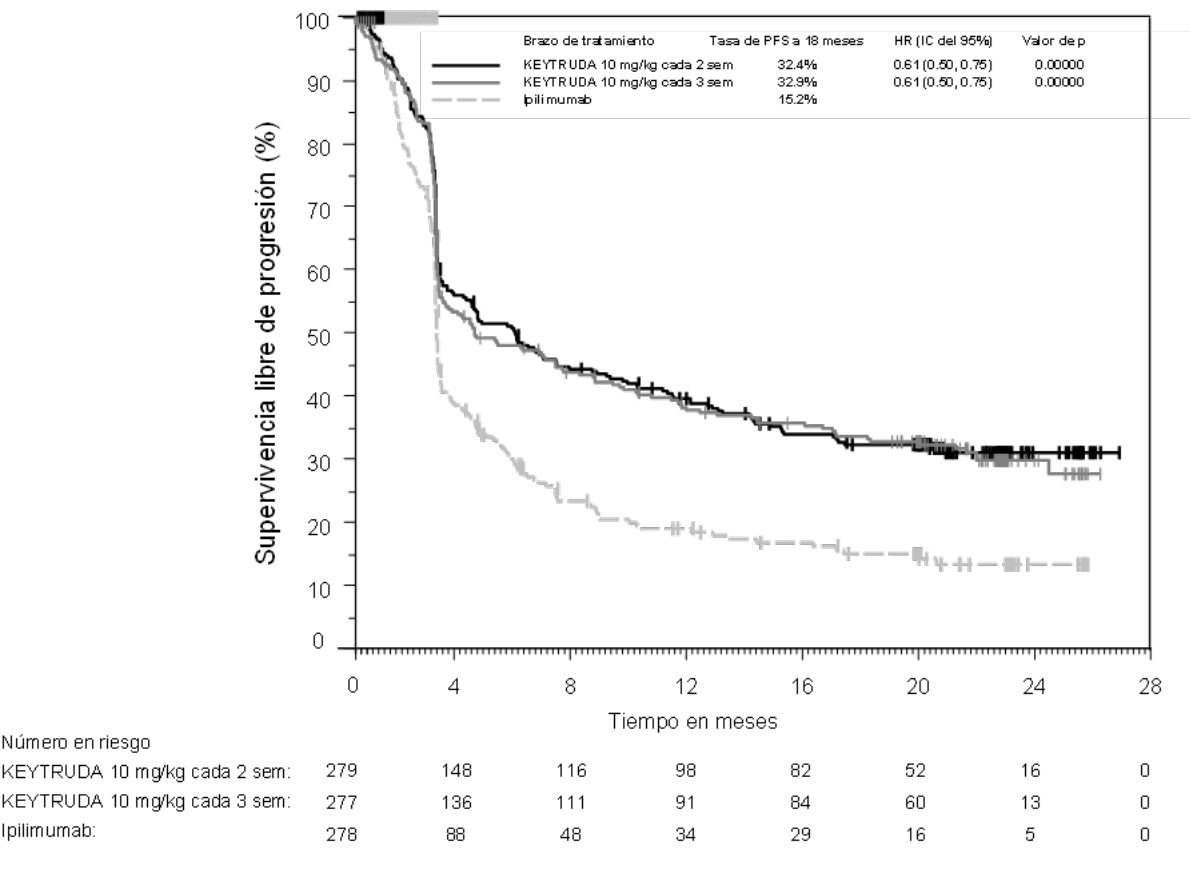 Brazo de tratamiento Tasa de PFS a 18 meses HR (IC del 95%) Valor de p
KEYTRUDA 10 mg/kg cada 2 sem 32.4% 0.61 (0.50, 0.75) 0.00000
KEYTRUDA 10 mg/kg cada 3 sem 32.9% 0.61 (0.50, 0.75) 0.00000
Ipilimumab 15.2%
Supervivencia libre de progresión (%)
100
90
80
70
60
50
40
30
20
10
0
0 4 8 12 16 20 24 28
Tiempo en meses
Número en riesgo
KEYTRUDA 10 mg/kg cada 2 sem: 279 148 116 98 82 52 16 0
KEYTRUDA 10 mg/kg cada 3 sem: 277 136 111 91 84 60 13 0
Ipilimumab: 278 88 48 34 29 16 5 0